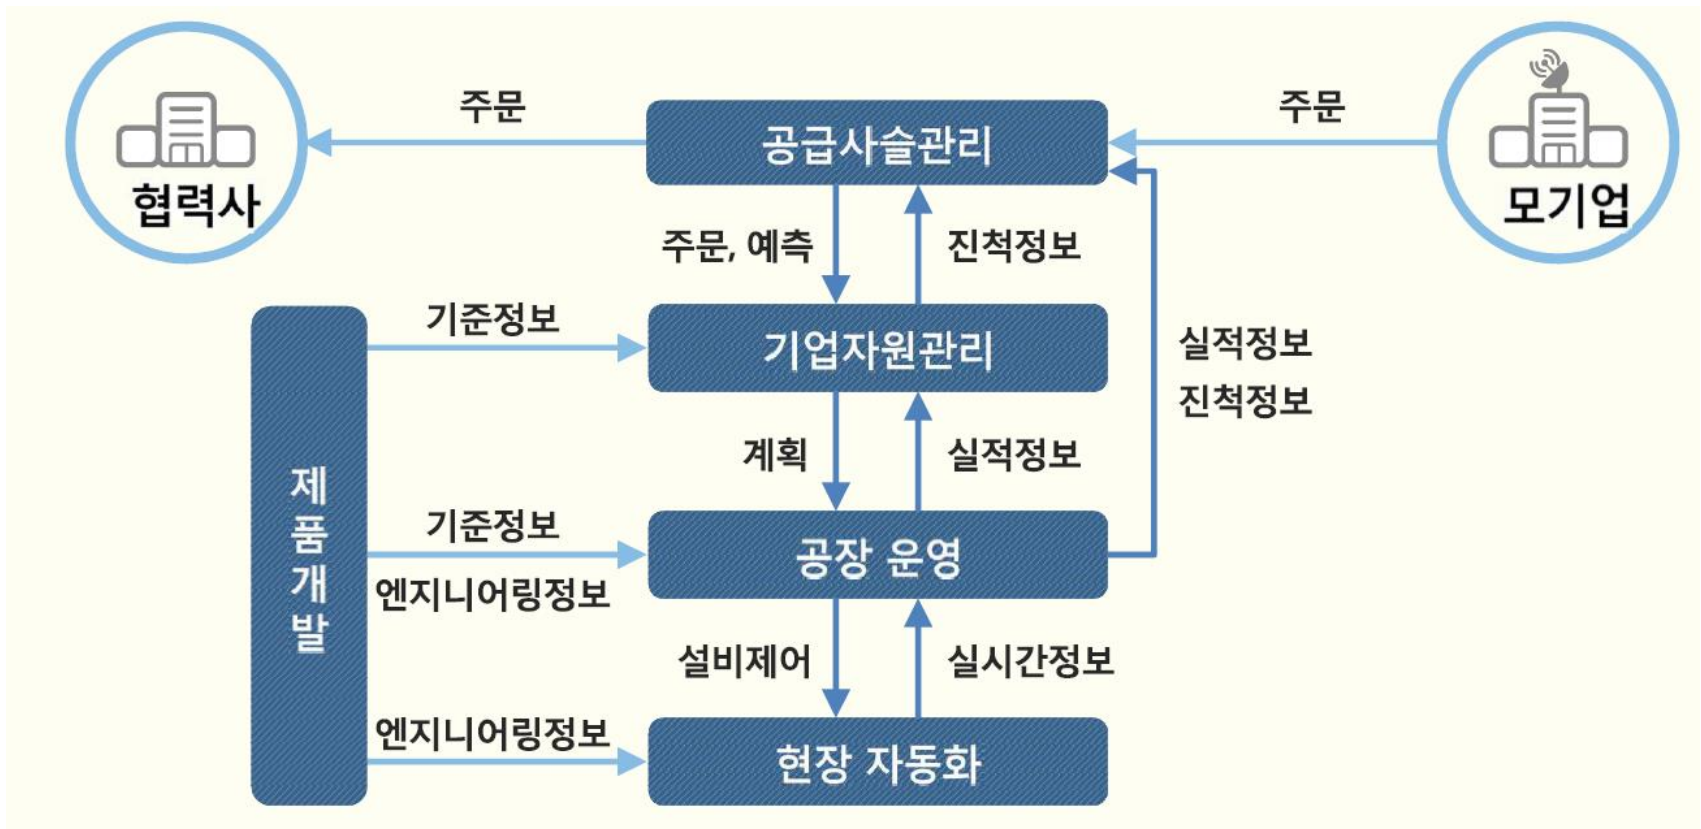 주문
주문
공급사슬관리
협력사
모기업
주문, 예측
진척정보
기준정보
기업자원관리
실적정보
진척정보
계획
실적정보
제
품
개
발
기준정보
엔지니어링정보
공장 운영
설비제어
실시간정보
엔지니어링정보
현장 자동화